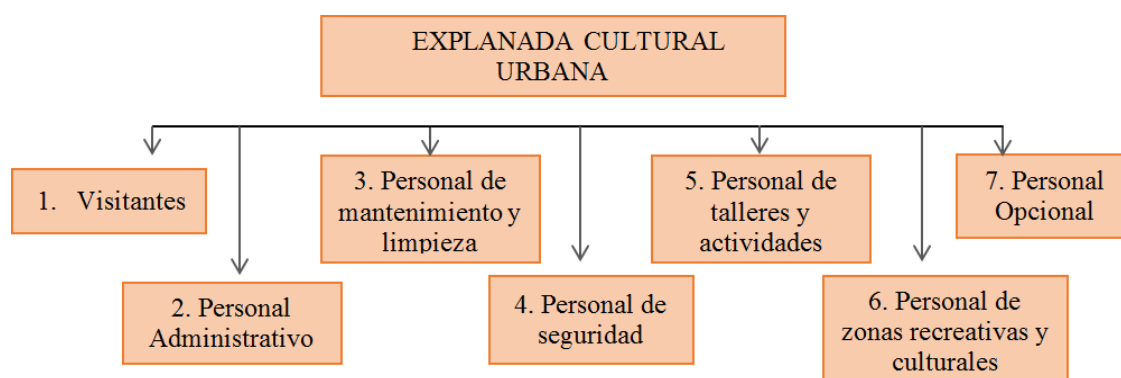 EXPLANADA CULTURAL
URBANA
1. Visitantes
2. Personal
Administrativo
3. Personal de
mantenimiento y
limpieza
4. Personal de
seguridad
5. Personal de
talleres y
actividades
6. Personal de
zonas recreativas y
culturales
7. Personal
Opcional